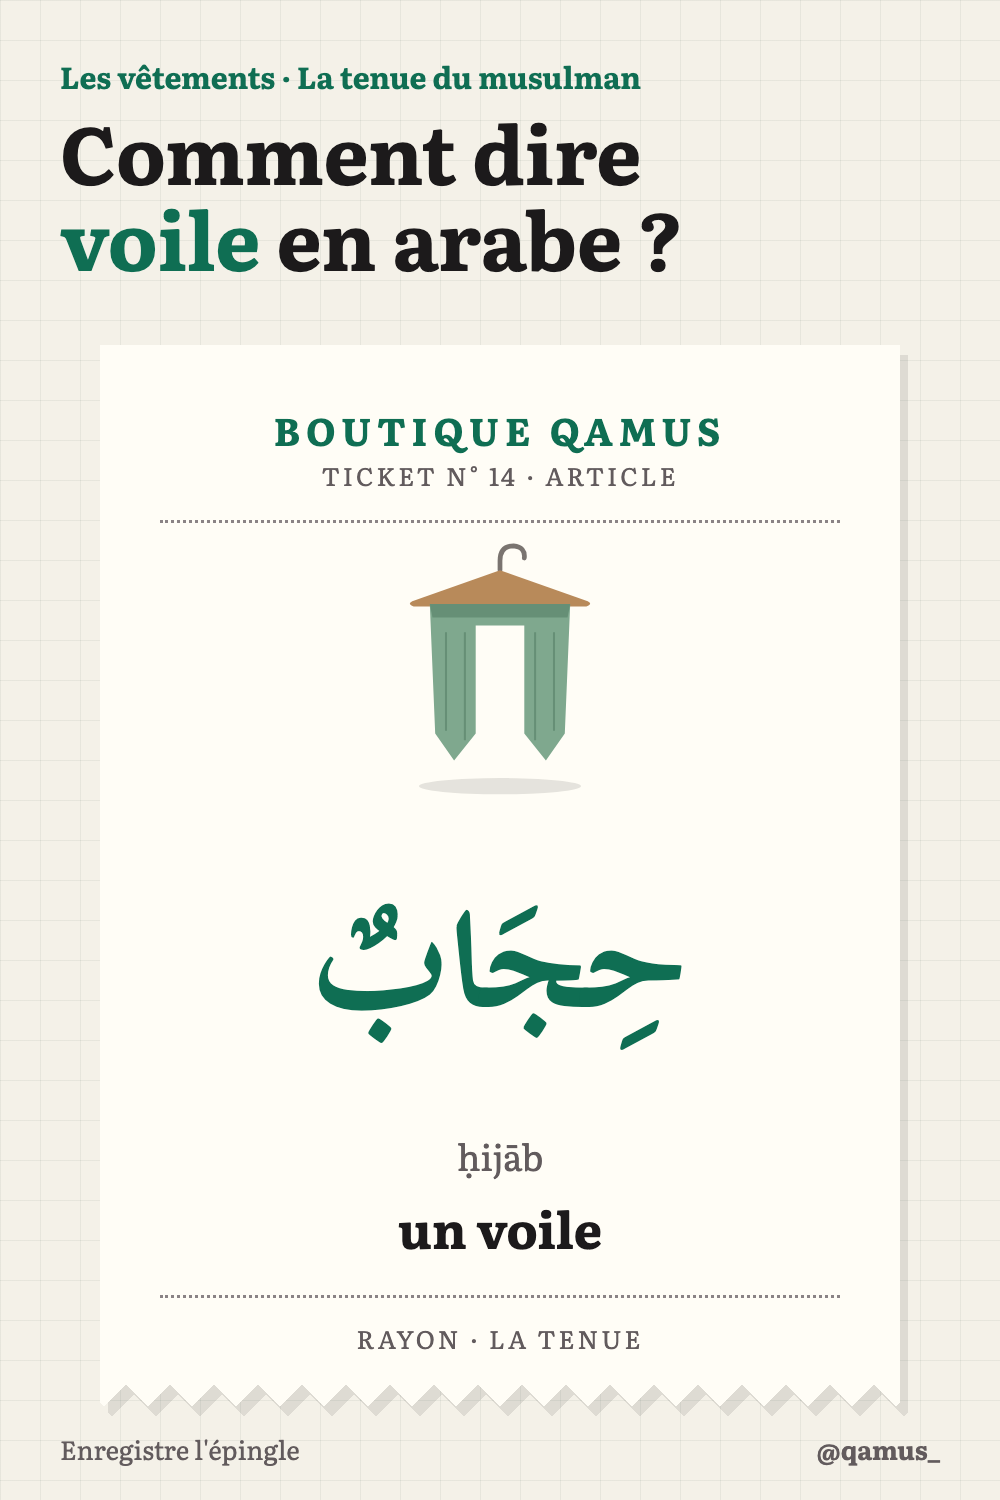 Les vêtements · La tenue du musulman
Comment dire
voile en arabe ?
BOUTIQUE QAMUS
TICKET N° 14 · ARTICLE
حِجَابٌ
ḥijāb
un voile
RAYON · LA TENUE
Enregistre l'épingle
@qamus_